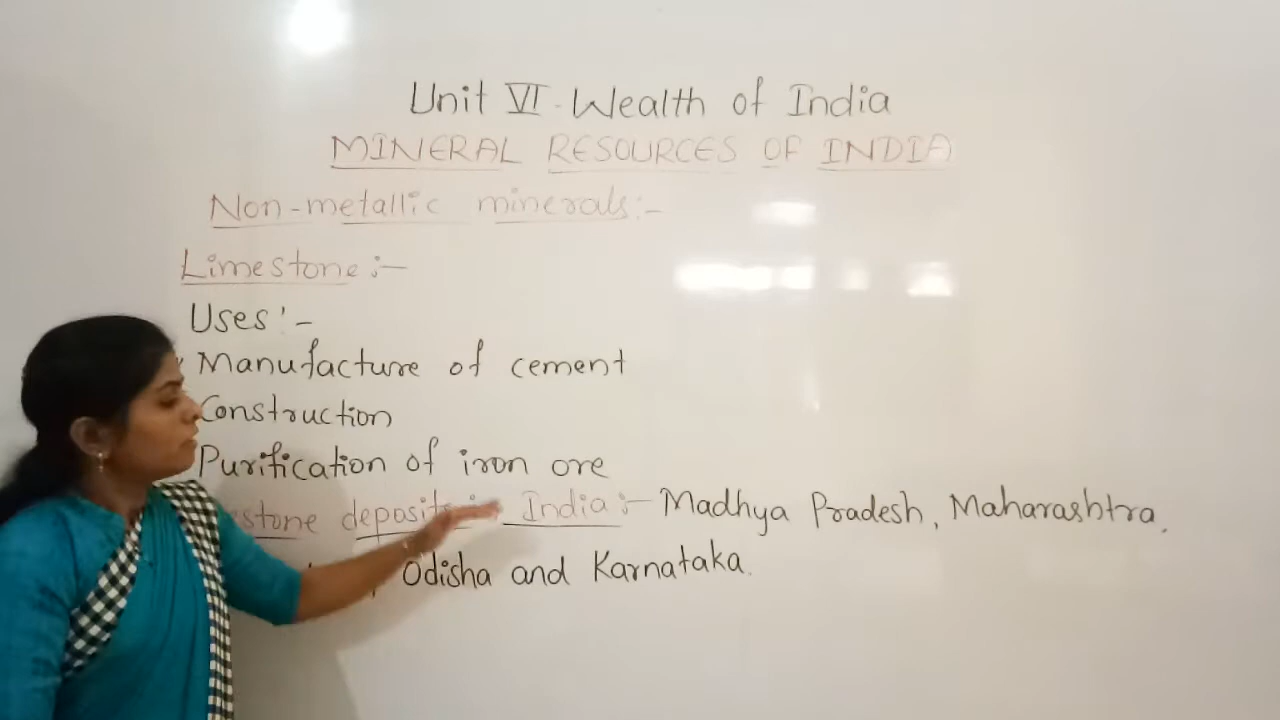 Unit VI - Wealth of India
MINERAL RESOURCES OF INDIA
Non-metallic minerals:-
Limestone :-
Uses :-
Manufacture of cement
Construction
Purification of iron ore
deposits India :- Madhya Pradesh, Maharashtra,
Odisha and Karnataka.